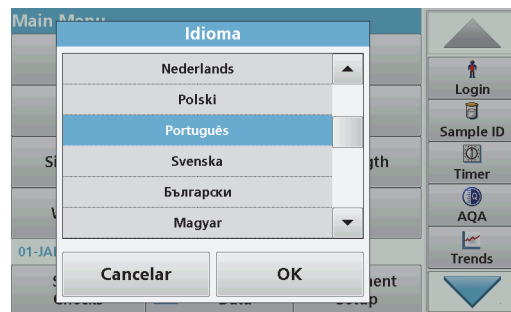 Main Menu
Idioma
Nederlands
Polski
Português
Svenska
Български
Magyar
Cancelar
OK
01-JA
Data
Login
Sample ID
Timer
AQA
Trends